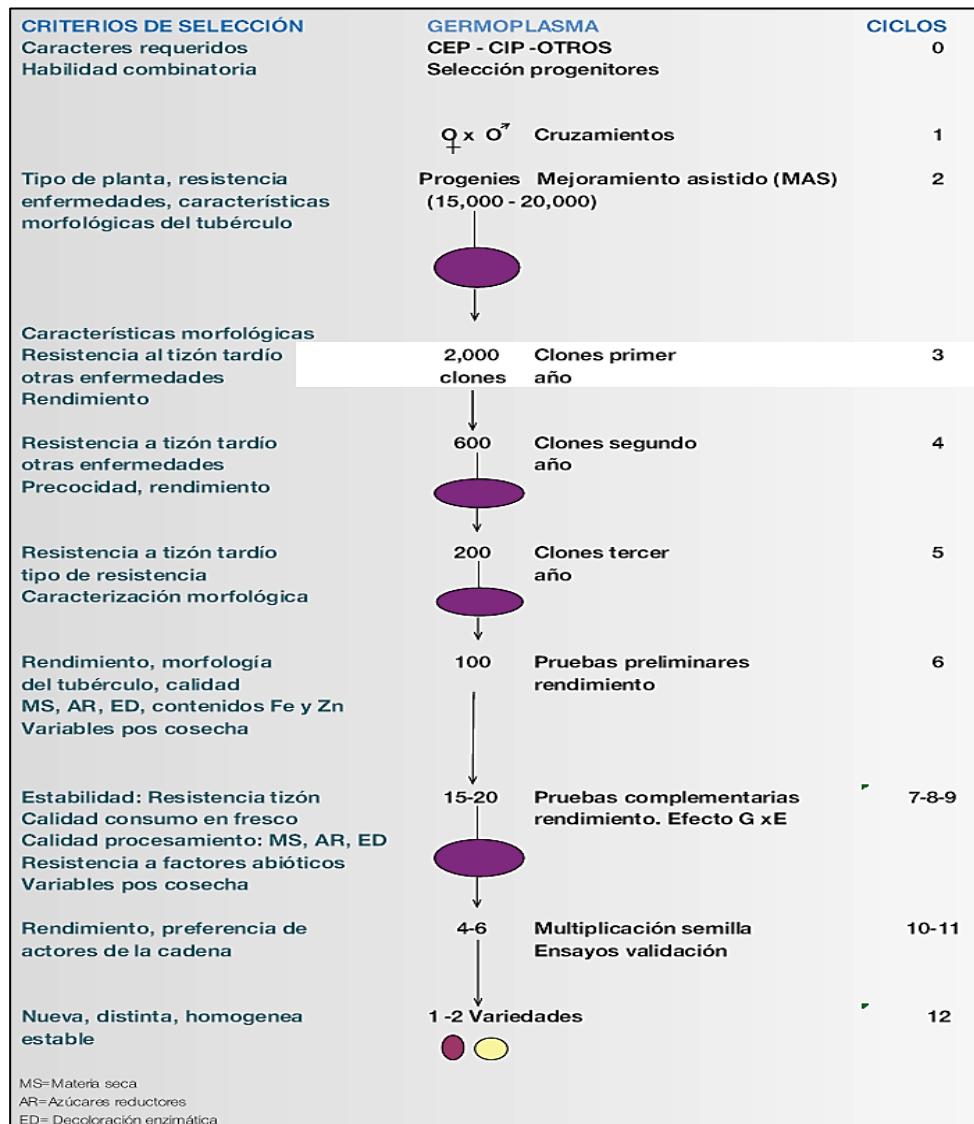 CRITERIOS DE SELECCIÓN GERMOPLASMA CICLOS
Caracteres requeridos CEP - CIP -OTROS 0
Habilidad combinatoria Selección progenitores
♀ x ♂ Cruzamientos 1
Tipo de planta, resistencia Progenies Mejoramiento asistido (MAS) 2
enfermedades, características (15,000 - 20,000)
morfológicas del tubérculo
Características morfológicas
Resistencia al tizón tardío 2,000 Clones primer 3
otras enfermedades clones año
Rendimiento
Resistencia a tizón tardío 600 Clones segundo 4
otras enfermedades año
Precocidad, rendimiento
Resistencia a tizón tardío 200 Clones tercer 5
tipo de resistencia año
Caracterización morfológica
Rendimiento, morfología 100 Pruebas preliminares 6
del tubérculo, calidad rendimiento
MS, AR, ED, contenidos Fe y Zn
Variables pos cosecha
Estabilidad: Resistencia tizón 15-20 Pruebas complementarias 7-8-9
Calidad consumo en fresco rendimiento. Efecto G xE
Calidad procesamiento: MS, AR, ED
Resistencia a factores abióticos
Variables pos cosecha
Rendimiento, preferencia de 4-6 Multiplicación semilla 10-11
actores de la cadena Ensayos validación
Nueva, distinta, homogenea 1 -2 Variedades 12
estable
MS=Materia seca
AR=Azúcares reductores
ED= Decoloración enzimática